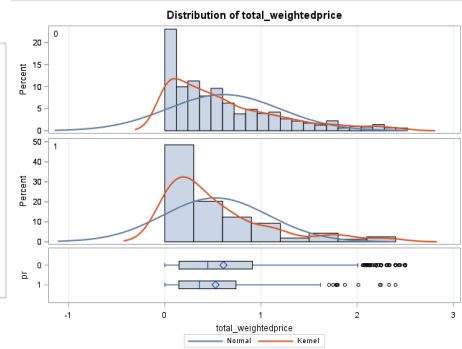 Distribution of total_weightedprice
0
20
15
10
5
0
Percent
1
50
40
30
20
10
0
Percent
0
1
pr
-1 0 1 2 3
total_weightedprice
Normal Kernel